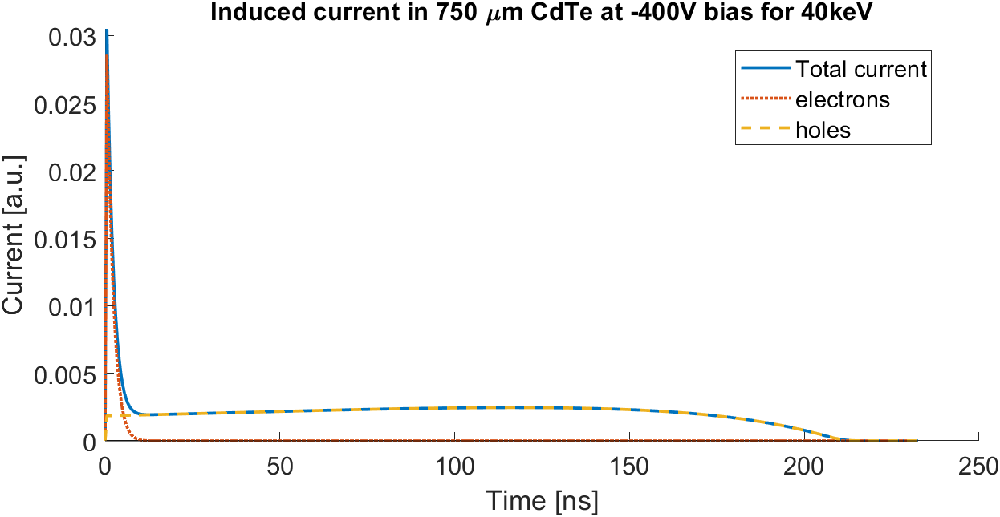 Induced current in 750 μm CdTe at -400V bias for 40keV
Total current
electrons
holes
Current [a.u.]
0.03
0.025
0.02
0.015
0.01
0.005
0
0 50 100 150 200 250
Time [ns]